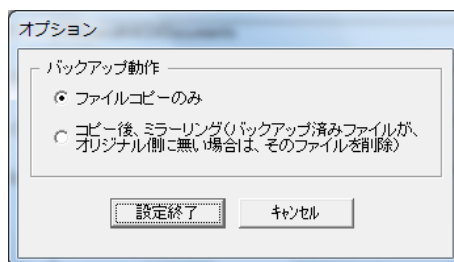 オプション
バックアップ動作
ファイルコピーのみ
コピー後、ミラーリング(バックアップ済みファイルが、
オリジナル側に無い場合は、そのファイルを削除)
設定終了
キャンセル